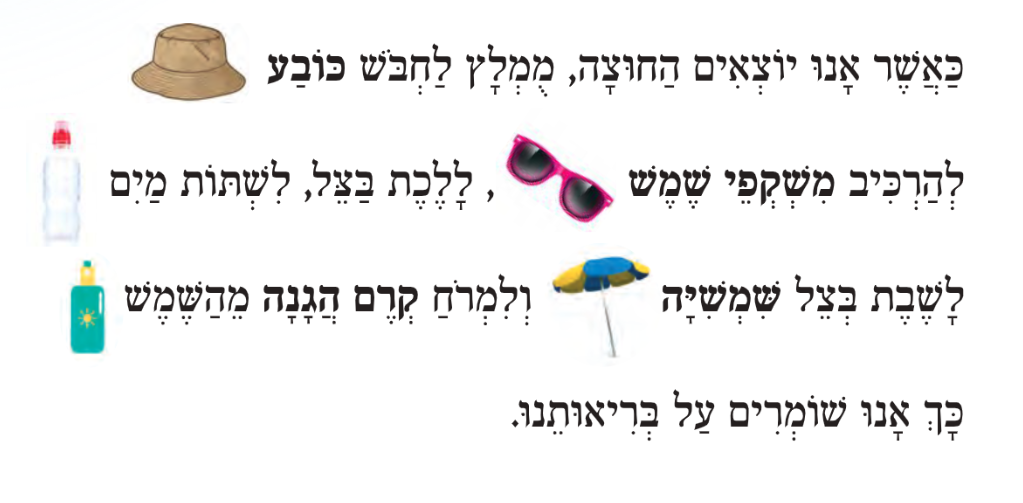 כַּאֲשֶׁר אָנוּ יוֹצְאִים הַחוּצָה, מֻמְלָץ לַחְבֹּשׁ כּוֹבַע
לְהַרְכִּיב מִשְׁקְפֵי שֶׁמֶשׁ , לָלֶכֶת בַּצֵּל, לִשְׁתּוֹת מַיִם
לָשֶׁבֶת בְּצֵל שִׁמְשִׁיָּה וְלִמְרֹחַ קְרֶם הֲגָנָה מֵהַשֶּׁמֶשׁ
כָּךְ אָנוּ שׁוֹמְרִים עַל בְּרִיאוּתֵנוּ.